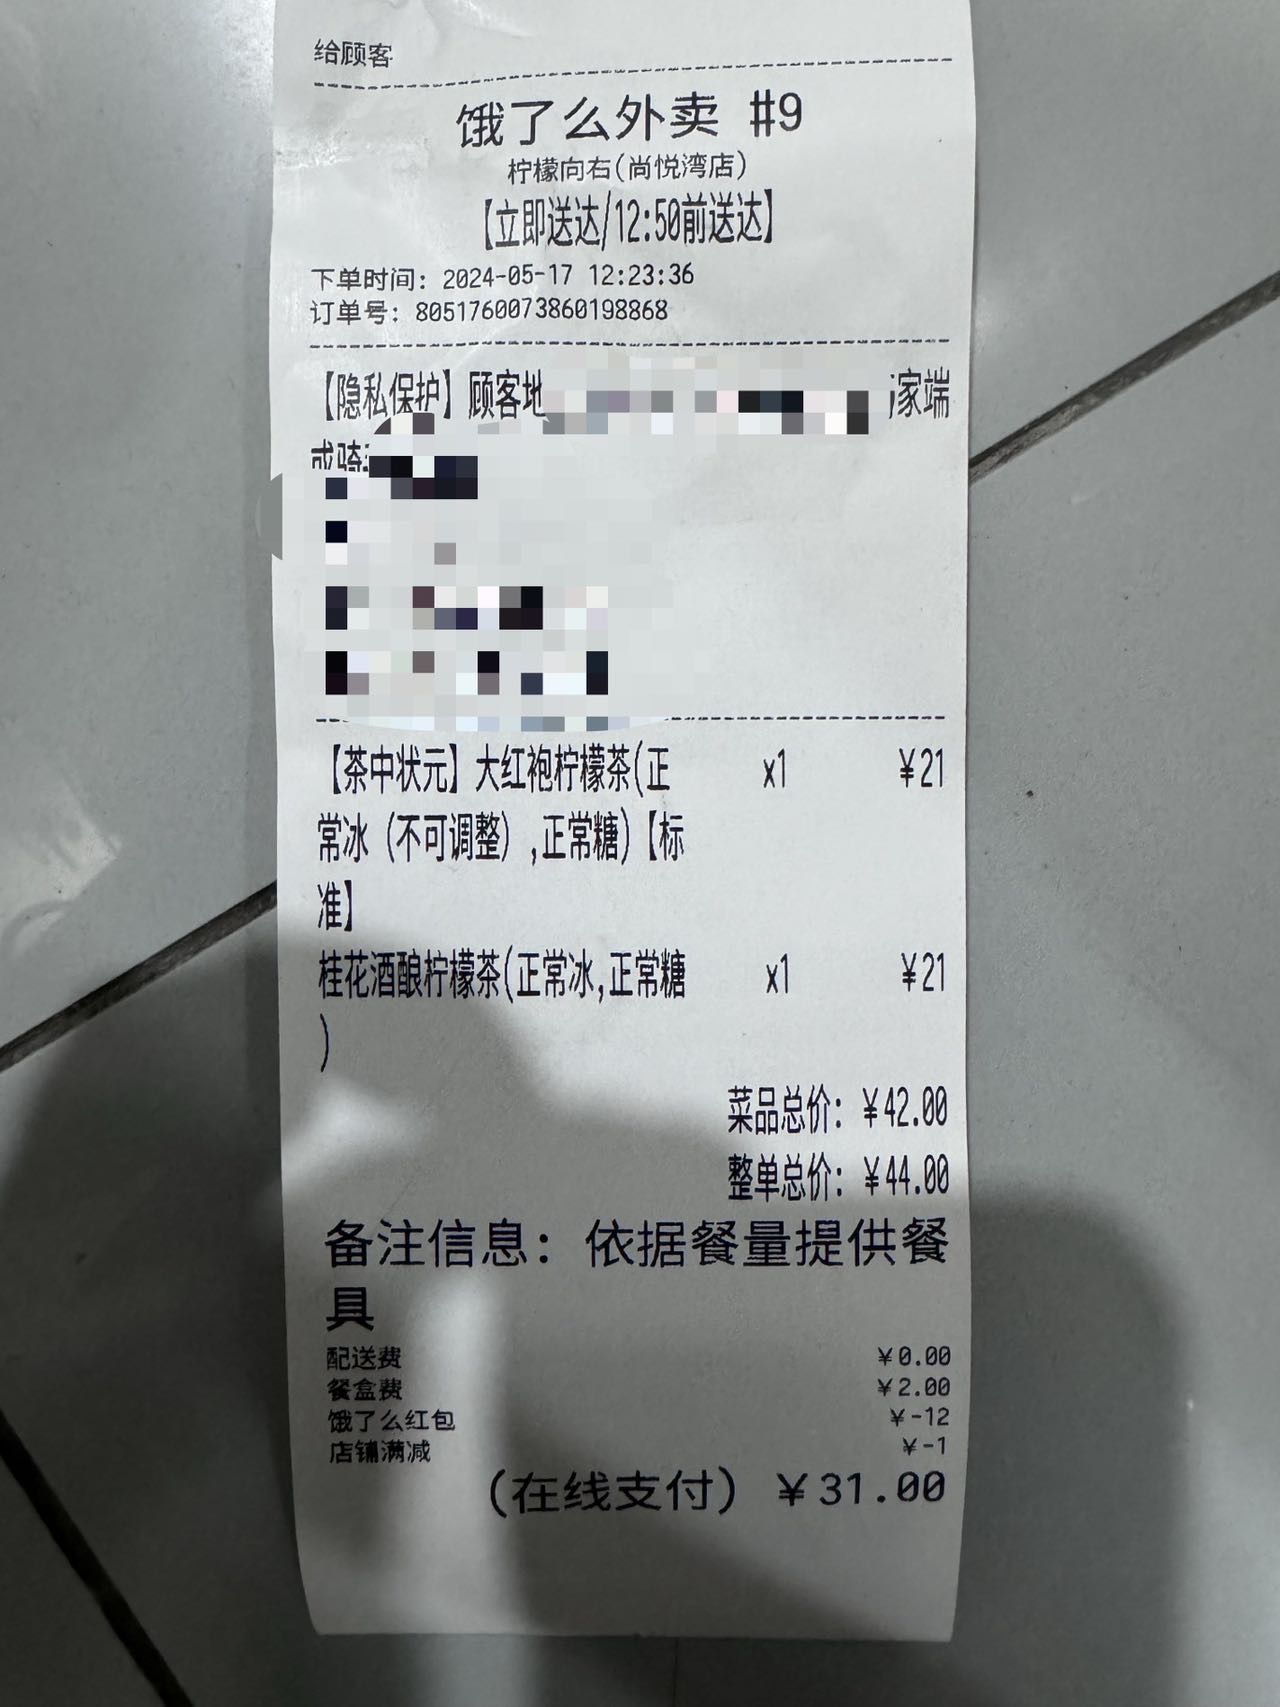 给顾客
饿了么外卖 #9
柠檬向右(尚悦湾店)
【立即送达/12:50前送达】
下单时间: 2024-05-17 12:23:36
订单号: 8051760073860198868
【隐私保护】顾客地 家端
或骑
【茶中状元】大红袍柠檬茶(正 x1 ¥21
常冰（不可调整）,正常糖)【标
准】
桂花酒酿柠檬茶(正常冰,正常糖 x1 ¥21
)
菜品总价: ¥42.00
整单总价: ¥44.00
备注信息: 依据餐量提供餐
具
配送费 ¥0.00
餐盒费 ¥2.00
饿了么红包 ¥-12
店铺满减 ¥-1
(在线支付) ¥31.00